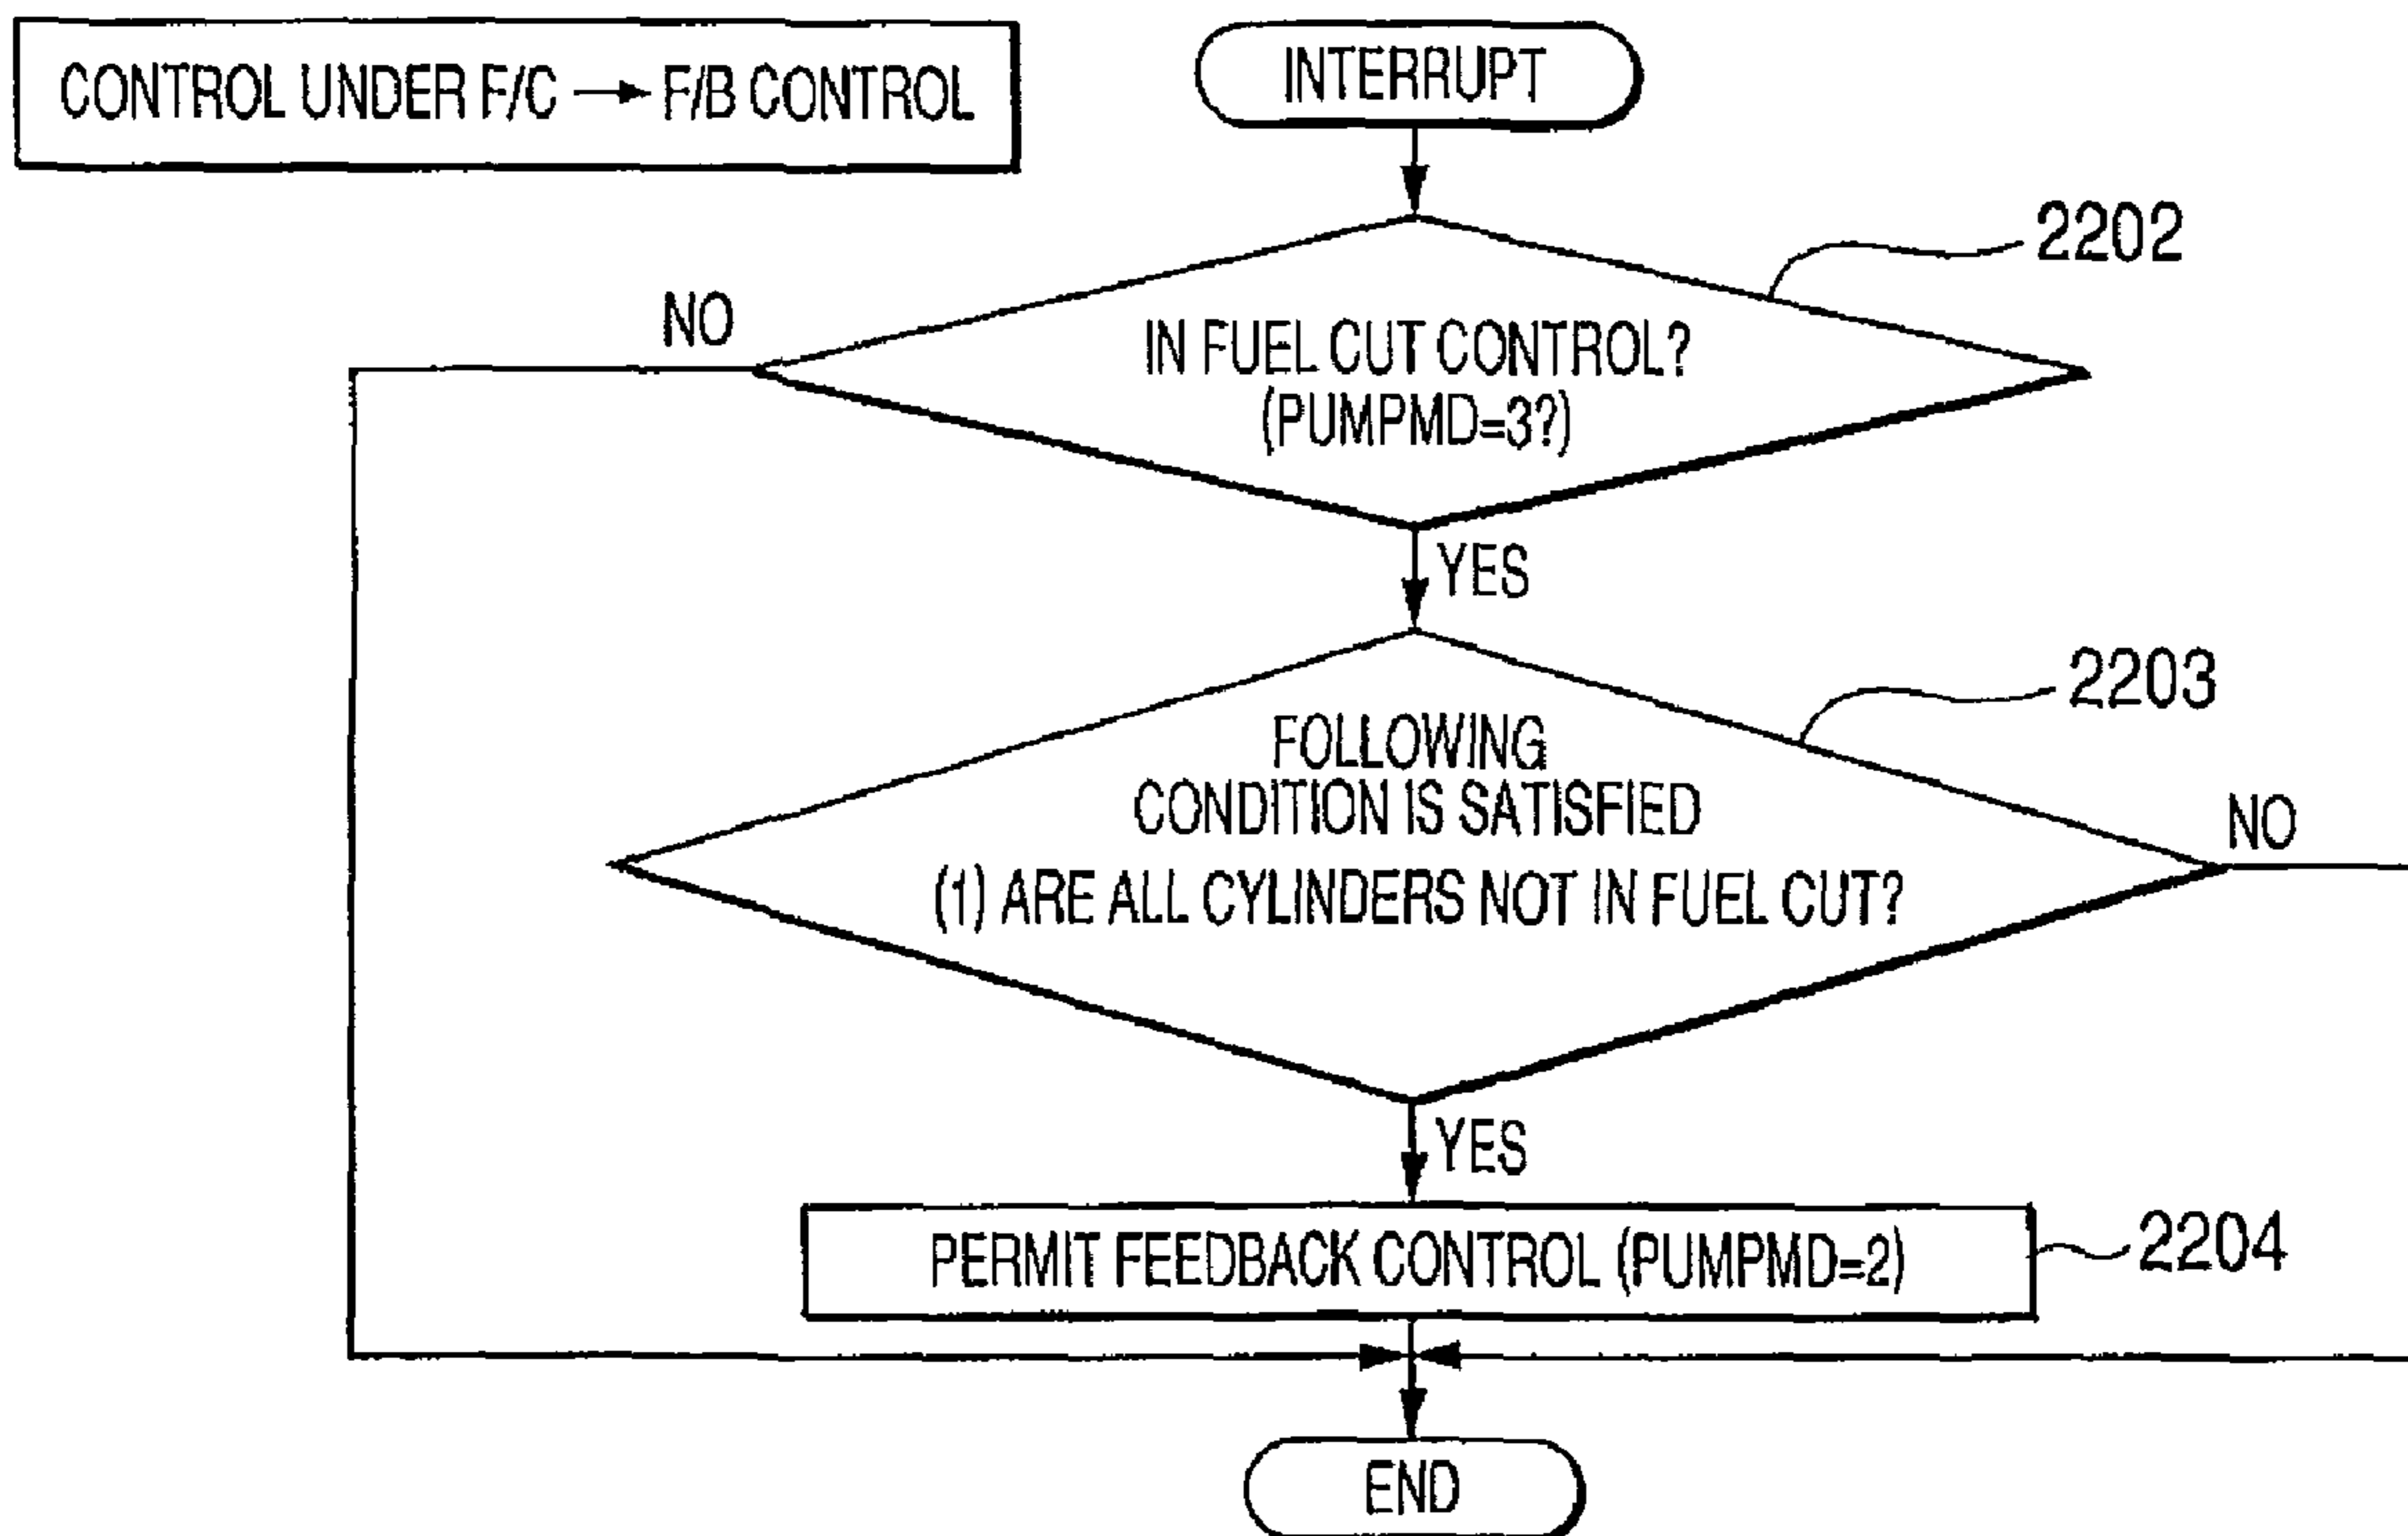 CONTROL UNDER F/C → F/B CONTROL
INTERRUPT
2202
NO
IN FUEL CUT CONTROL?
(PUMPMD=3?)
YES
2203
FOLLOWING
CONDITION IS SATISFIED
NO
(1) ARE ALL CYLINDERS NOT IN FUEL CUT?
YES
PERMIT FEEDBACK CONTROL (PUMPMD=2)
2204
END